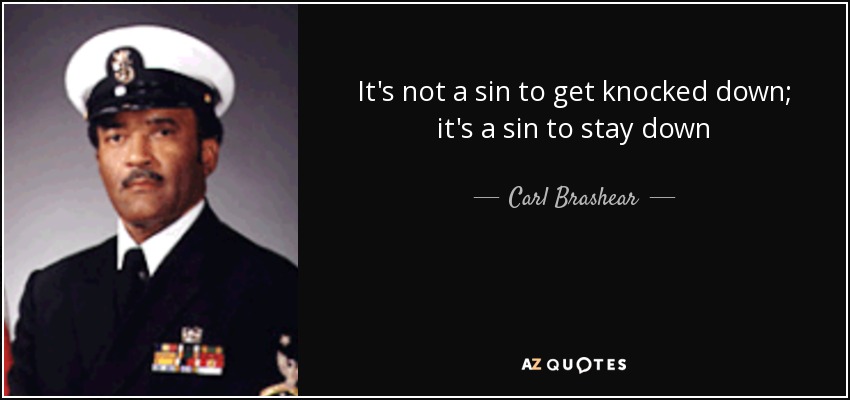 It's not a sin to get knocked down;
it's a sin to stay down
Carl Brashear
AZ QUOTES